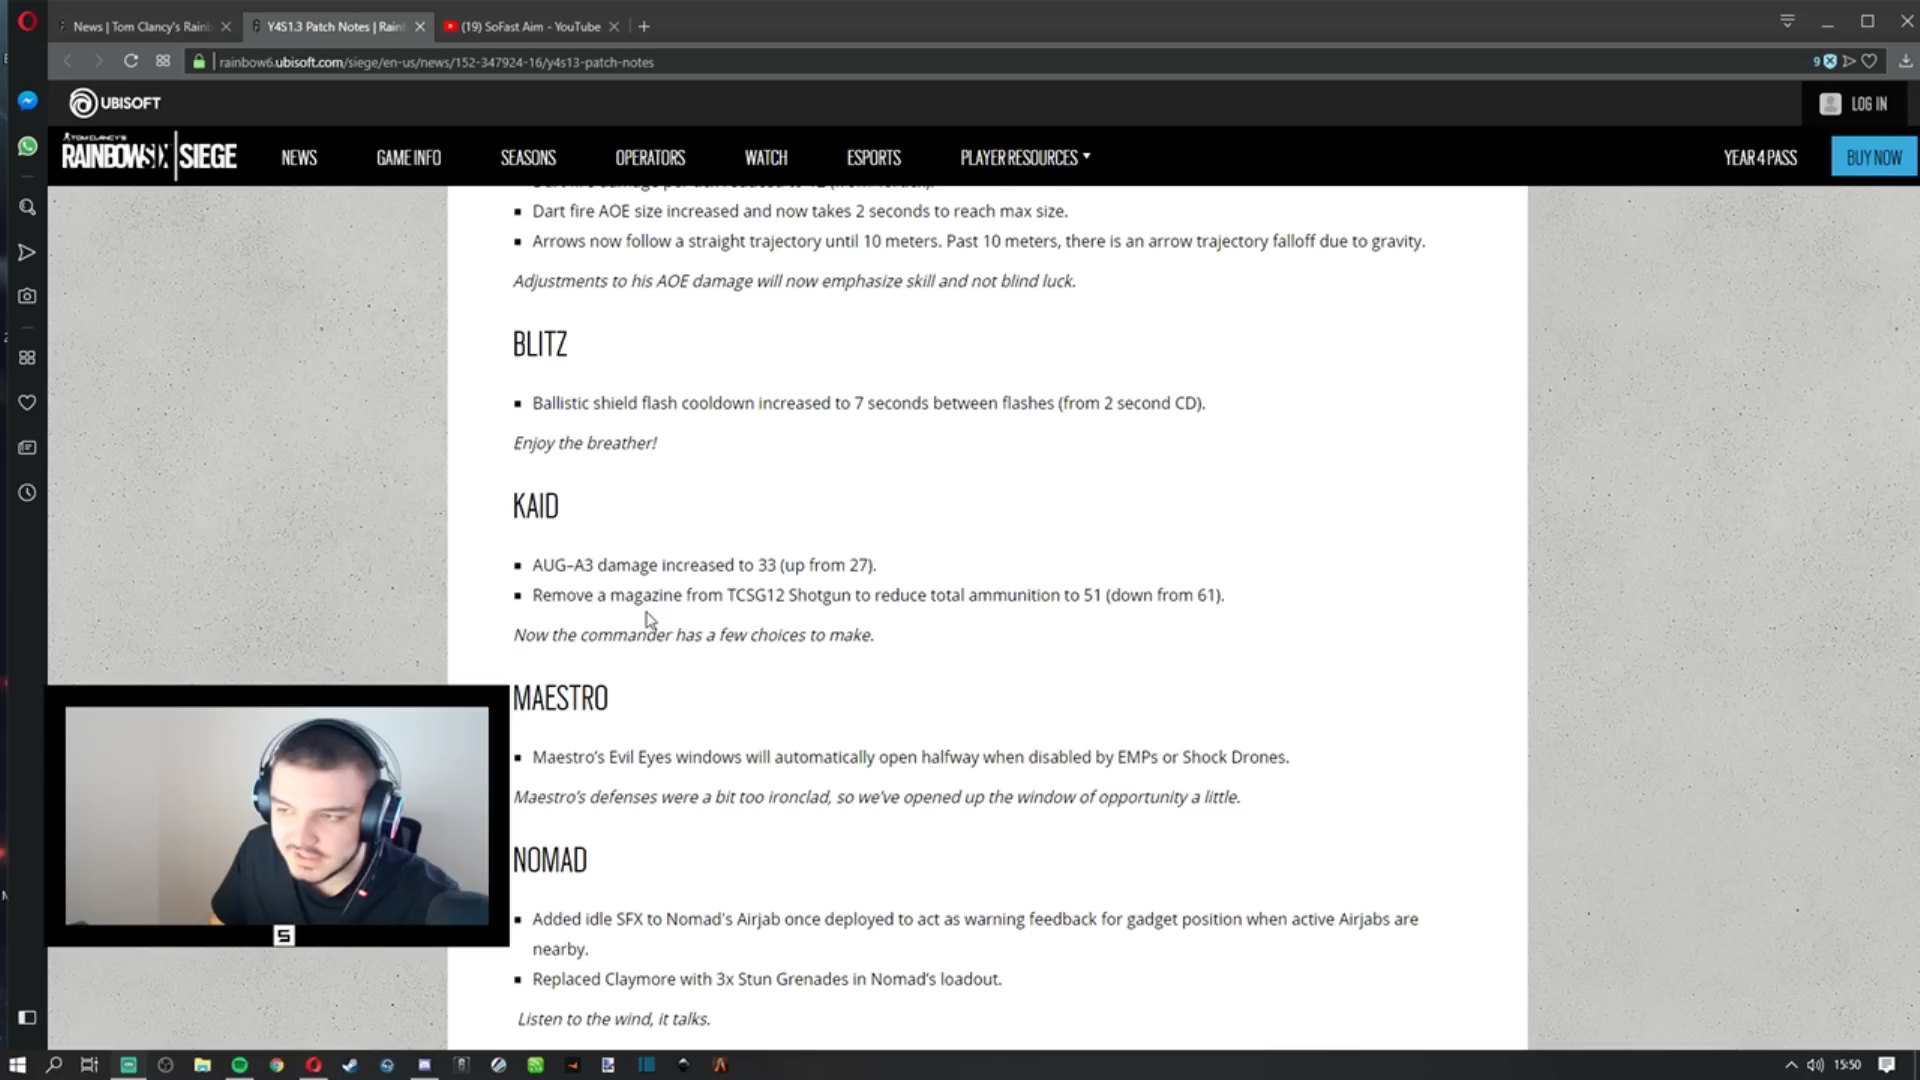 News | Tom Clancy's Rainb
Y4S1.3 Patch Notes | Rain
(19) SoFast Aim - YouTube
rainbow6.ubisoft.com/siege/en-us/news/152-347924-16/y4s13-patch-notes
9
UBISOFT
LOG IN
TOM CLANCY'S
RAINBOW SIX | SIEGE
NEWS
GAME INFO
SEASONS
OPERATORS
WATCH
ESPORTS
PLAYER RESOURCES
YEAR 4 PASS
BUY NOW
Dart fire AOE size increased and now takes 2 seconds to reach max size.
Arrows now follow a straight trajectory until 10 meters. Past 10 meters, there is an arrow trajectory falloff due to gravity.
Adjustments to his AOE damage will now emphasize skill and not blind luck.
BLITZ
Ballistic shield flash cooldown increased to 7 seconds between flashes (from 2 second CD).
Enjoy the breather!
KAID
AUG–A3 damage increased to 33 (up from 27).
Remove a magazine from TCSG12 Shotgun to reduce total ammunition to 51 (down from 61).
Now the commander has a few choices to make.
MAESTRO
Maestro's Evil Eyes windows will automatically open halfway when disabled by EMPs or Shock Drones.
Maestro's defenses were a bit too ironclad, so we've opened up the window of opportunity a little.
NOMAD
Added idle SFX to Nomad's Airjab once deployed to act as warning feedback for gadget position when active Airjabs are
nearby.
Replaced Claymore with 3x Stun Grenades in Nomad's loadout.
Listen to the wind, it talks.
S
15:50